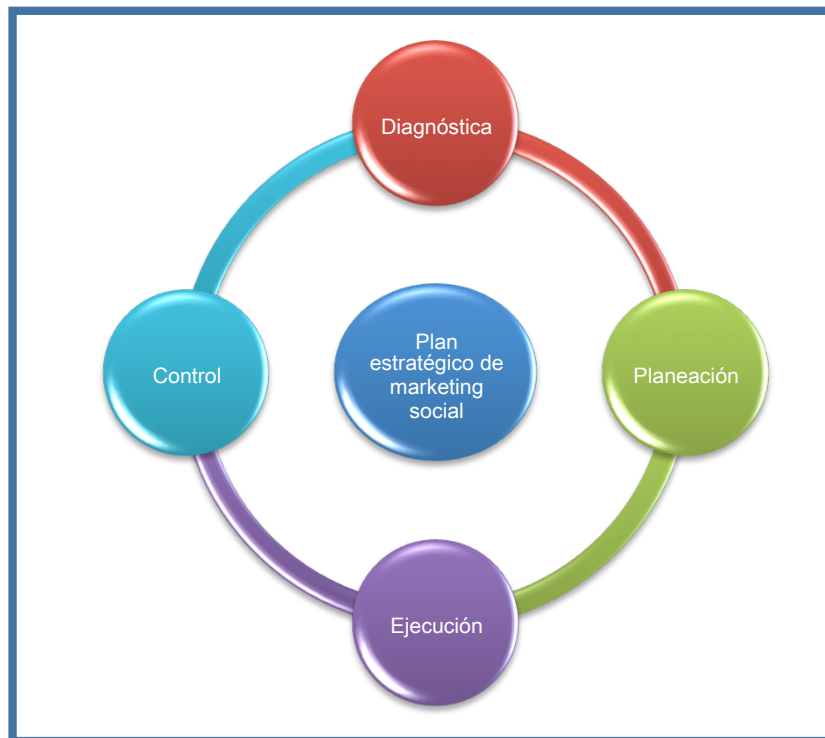 Diagnóstica
Control
Plan
estratégico de
marketing
social
Planeación
Ejecución